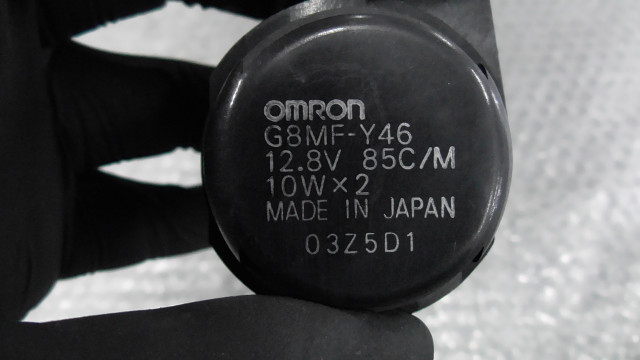 omron
G8MF-Y46
12.8V 85C/M
10W×2
MADE IN JAPAN
03Z5D1